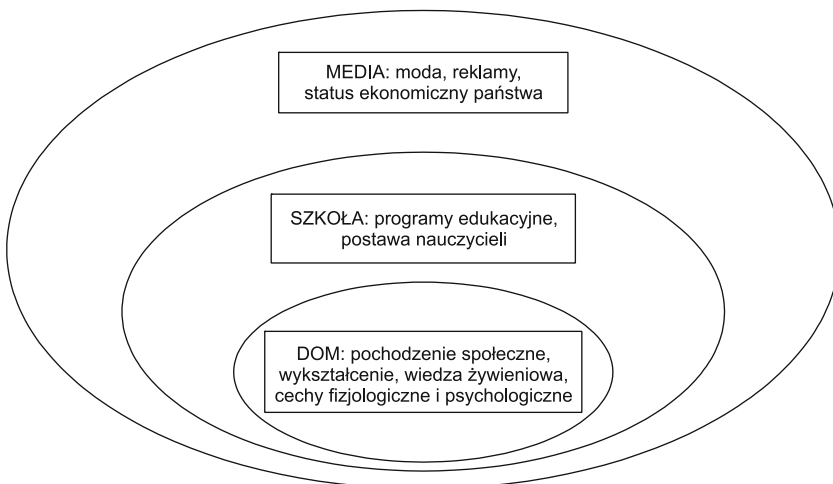 MEDIA: moda, reklamy,
status ekonomiczny państwa
SZKOŁA: programy edukacyjne,
postawa nauczycieli
DOM: pochodzenie społeczne,
wykształcenie, wiedza żywieniowa,
cechy fizjologiczne i psychologiczne